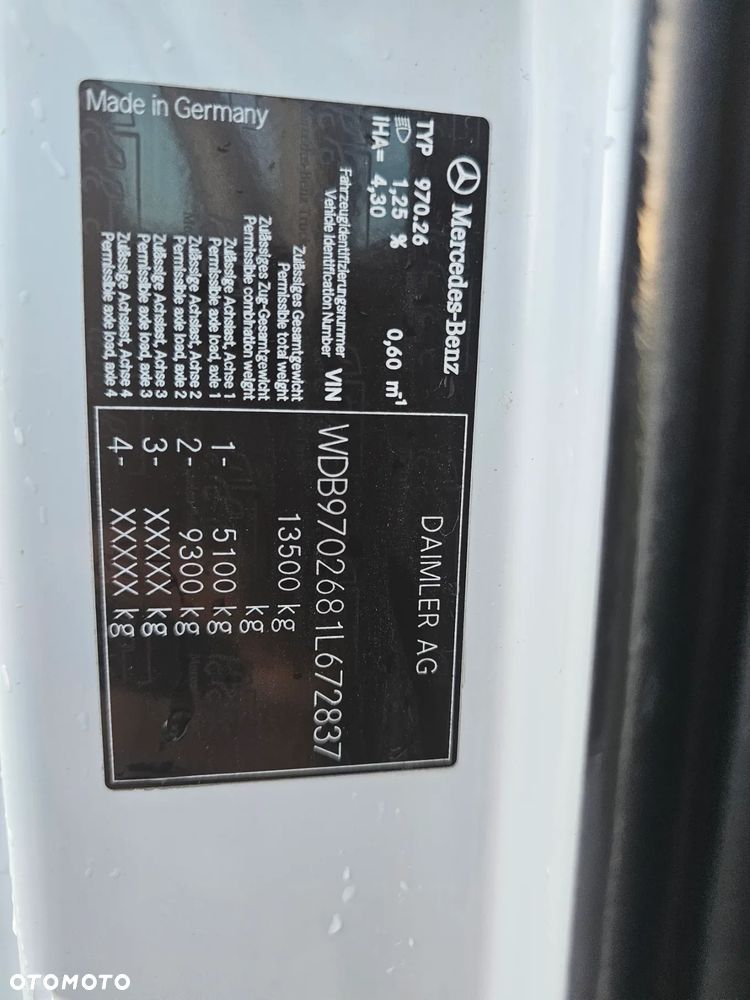 Made in Germany
Mercedes-Benz
TYP 970.26
1,25 % 0,60 m⁻¹
IHA= 4,30
DAIMLER AG
Fahrzeugidentifizierungsnummer
Vehicle Identification Number VIN WDB9702681L672837
Zulässiges Gesamtgewicht
Permissible total weight 13500 kg
Zulässiges Zug-Gesamtgewicht
Permissible combination weight kg
Zulässige Achslast, Achse 1
Permissible axle load, axle 1 1- 5100 kg
Zulässige Achslast, Achse 2
Permissible axle load, axle 2 2- 9300 kg
Zulässige Achslast, Achse 3
Permissible axle load, axle 3 3- XXXXX kg
Zulässige Achslast, Achse 4
Permissible axle load, axle 4 4- XXXXX kg
OTOMOTO